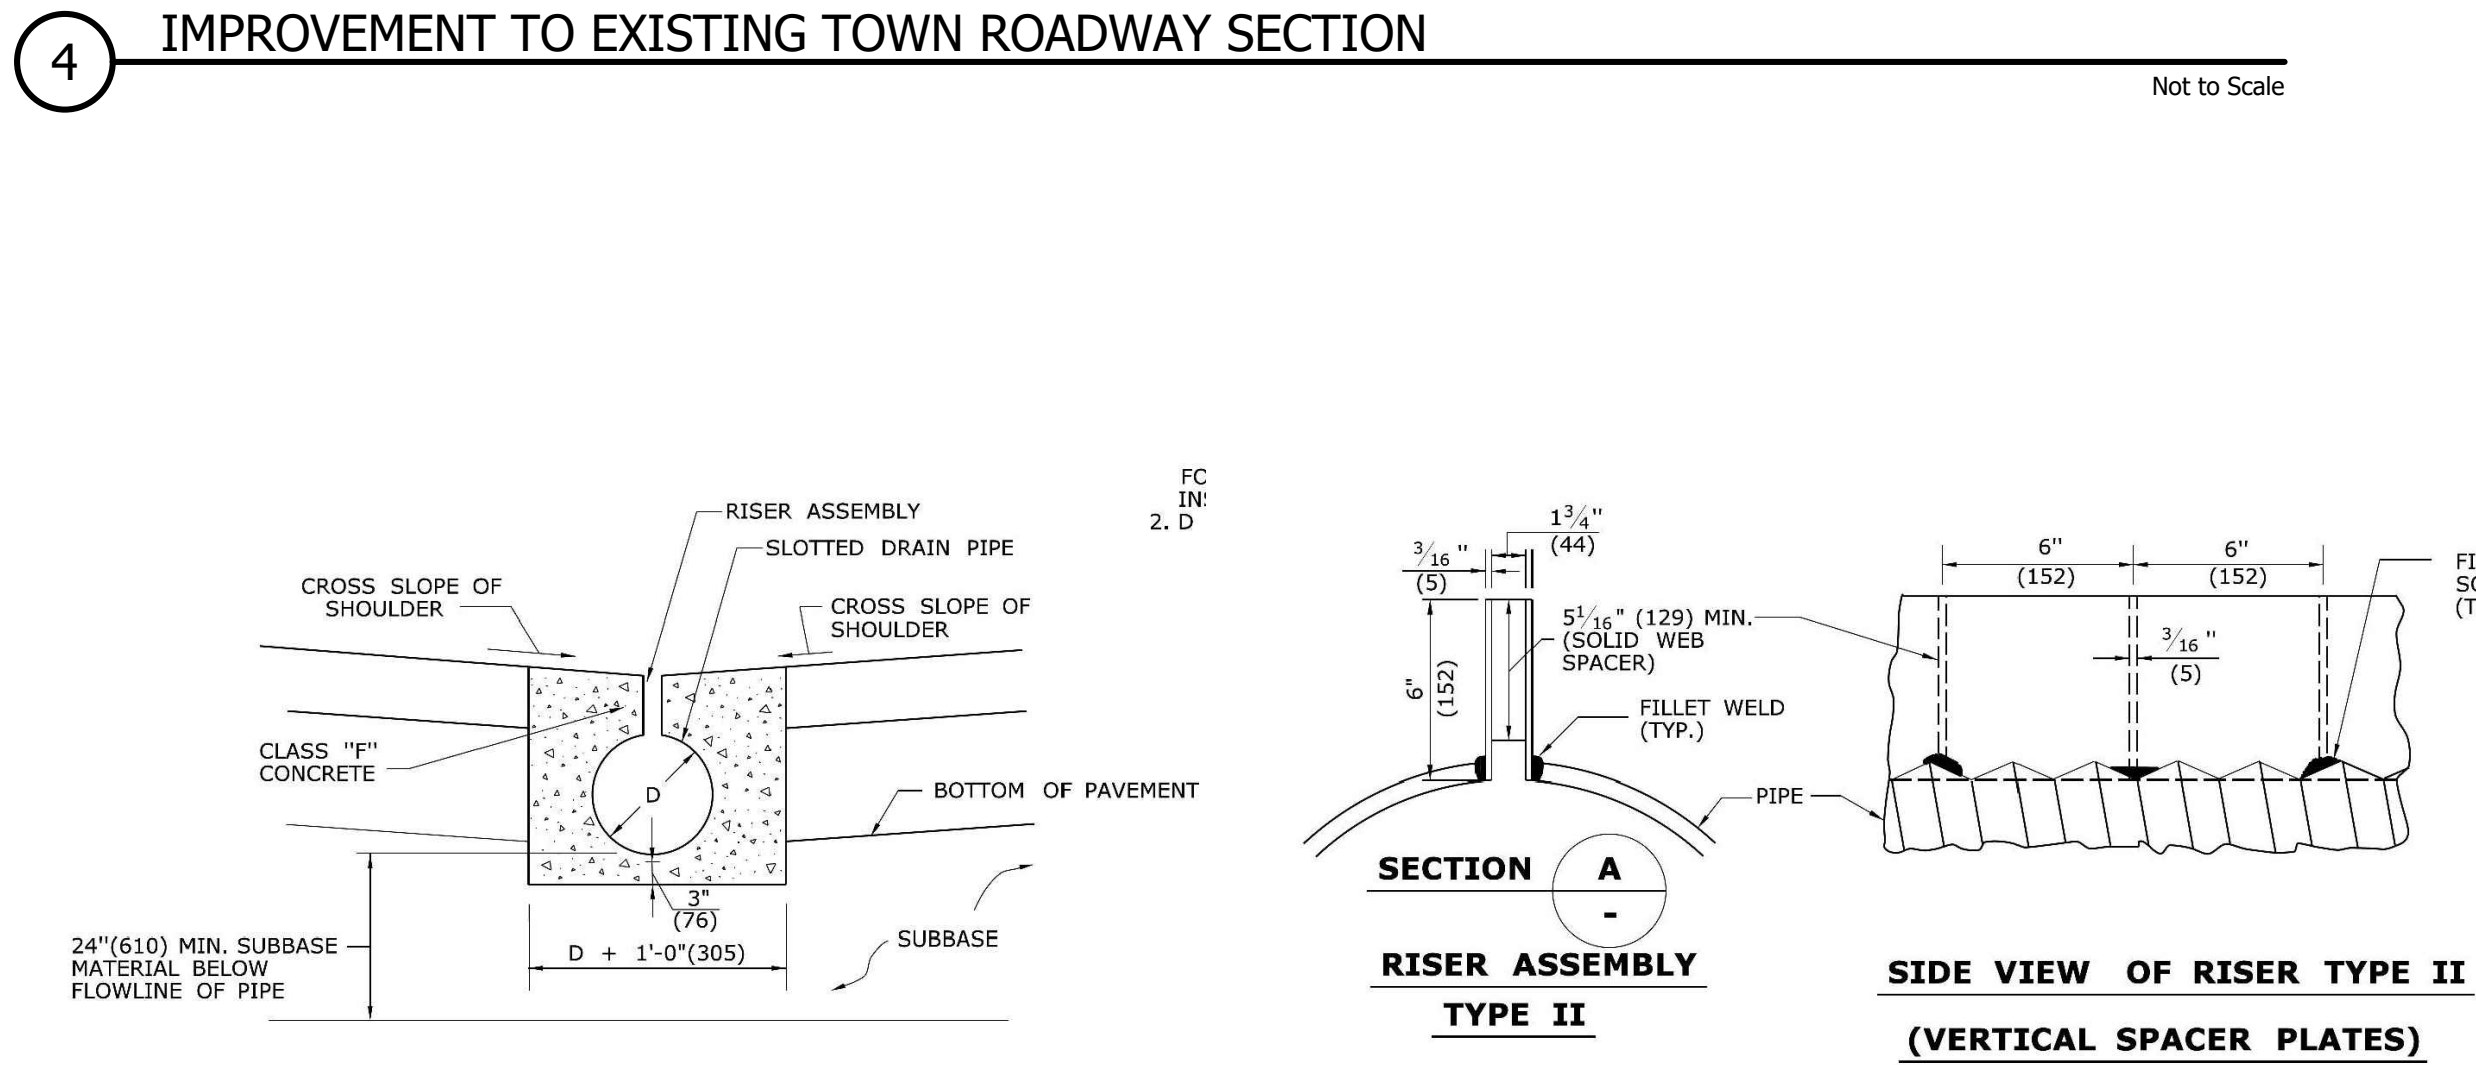 4
IMPROVEMENT TO EXISTING TOWN ROADWAY SECTION
Not to Scale
RISER ASSEMBLY
SLOTTED DRAIN PIPE
CROSS SLOPE OF
SHOULDER
CROSS SLOPE OF
SHOULDER
CLASS "F"
CONCRETE
D
BOTTOM OF PAVEMENT
3"
(76)
D + 1'-0"(305)
24"(610) MIN. SUBBASE
MATERIAL BELOW
FLOWLINE OF PIPE
SUBBASE
2. D
1 3/4"
(44)
3/16"
(5)
6"
(152)
5 1/16" (129) MIN.
(SOLID WEB
SPACER)
FILLET WELD
(TYP.)
PIPE
SECTION A
-
RISER ASSEMBLY
TYPE II
6"
(152)
6"
(152)
3/16"
(5)
SIDE VIEW OF RISER TYPE II
(VERTICAL SPACER PLATES)